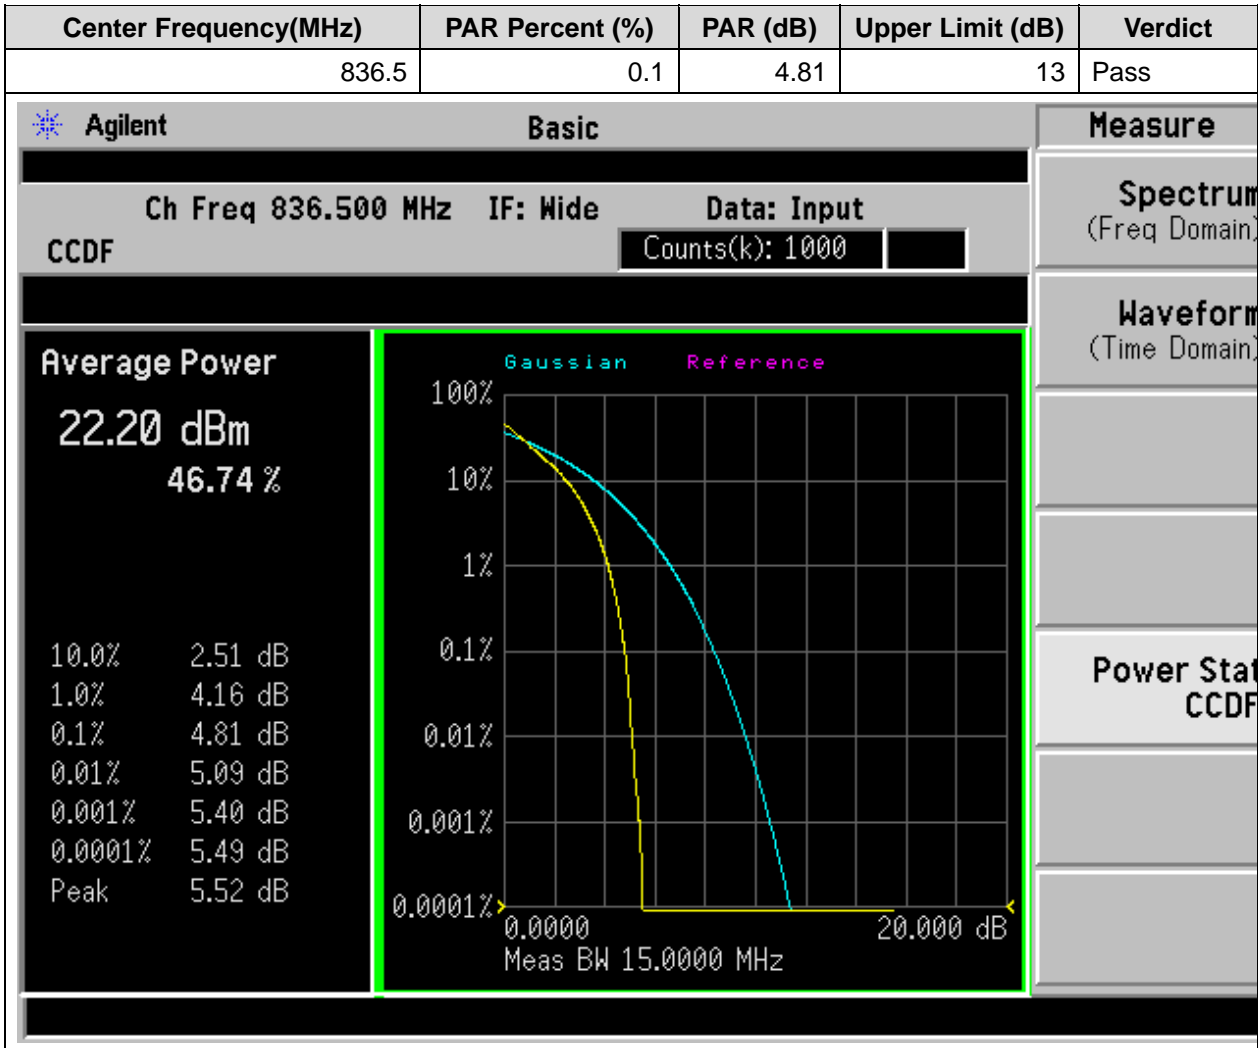 Center Frequency(MHz) PAR Percent (%) PAR (dB) Upper Limit (dB) Verdict
836.5 0.1 4.81 13 Pass
Agilent Basic Measure
Ch Freq 836.500 MHz IF: Wide Data: Input
CCDF Counts(k): 1000
Average Power
22.20 dBm
46.74 %
10.0% 2.51 dB
1.0% 4.16 dB
0.1% 4.81 dB
0.01% 5.09 dB
0.001% 5.40 dB
0.0001% 5.49 dB
Peak 5.52 dB
Gaussian Reference
100%
10%
1%
0.1%
0.01%
0.001%
0.0001%
0.0000 20.000 dB
Meas BW 15.0000 MHz
Spectrum
(Freq Domain)
Waveform
(Time Domain)
Power Stat
CCDF